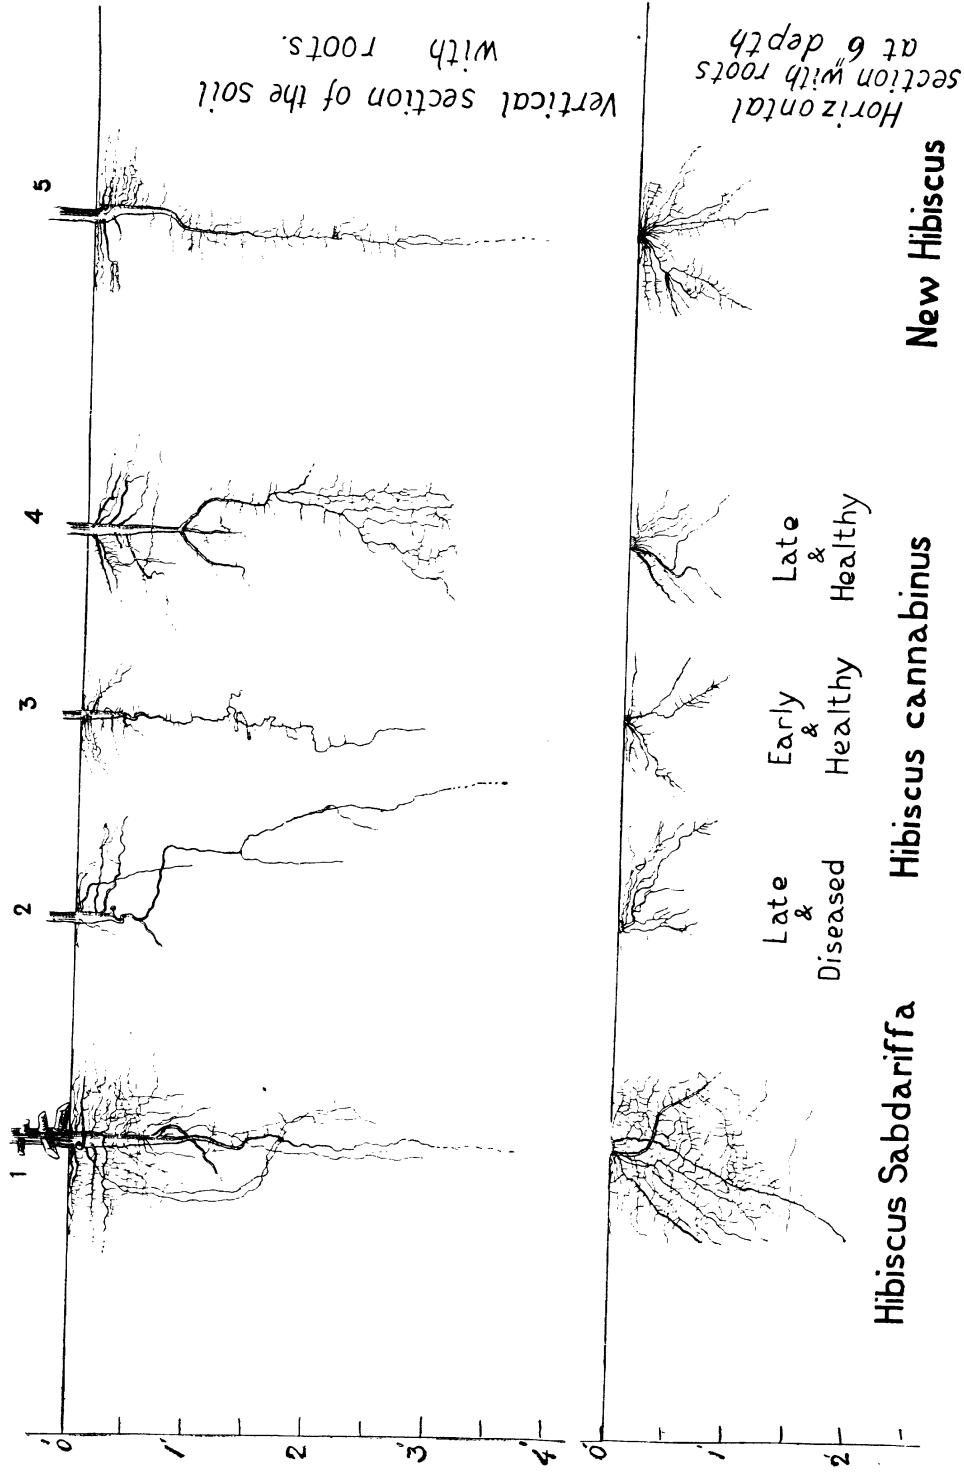 1
2
3
4
5
0'
1'
2'
3'
4'
Vertical section of the soil
with roots.
0'
1'
2'
Horizontal
section with roots
at 6" depth
Late
&
Diseased
Early
&
Healthy
Late
&
Healthy
Hibiscus Sabdariffa
Hibiscus cannabinus
New Hibiscus